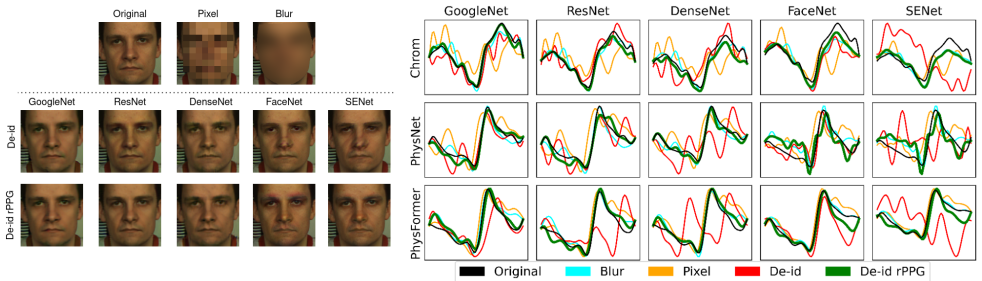 Original Pixel Blur
GoogleNet ResNet DenseNet FaceNet SENet
De-id
De-id rPPG
GoogleNet ResNet DenseNet FaceNet SENet
Chrom
PhysNet
PhysFormer
Original Blur Pixel De-id De-id rPPG